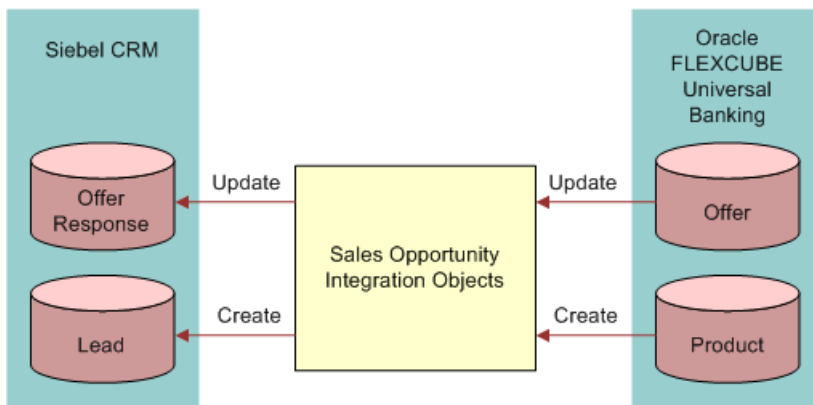 Siebel CRM
Oracle
FLEXCUBE
Universal
Banking
Offer
Response
Update
Update
Offer
Sales Opportunity
Integration Objects
Lead
Create
Create
Product